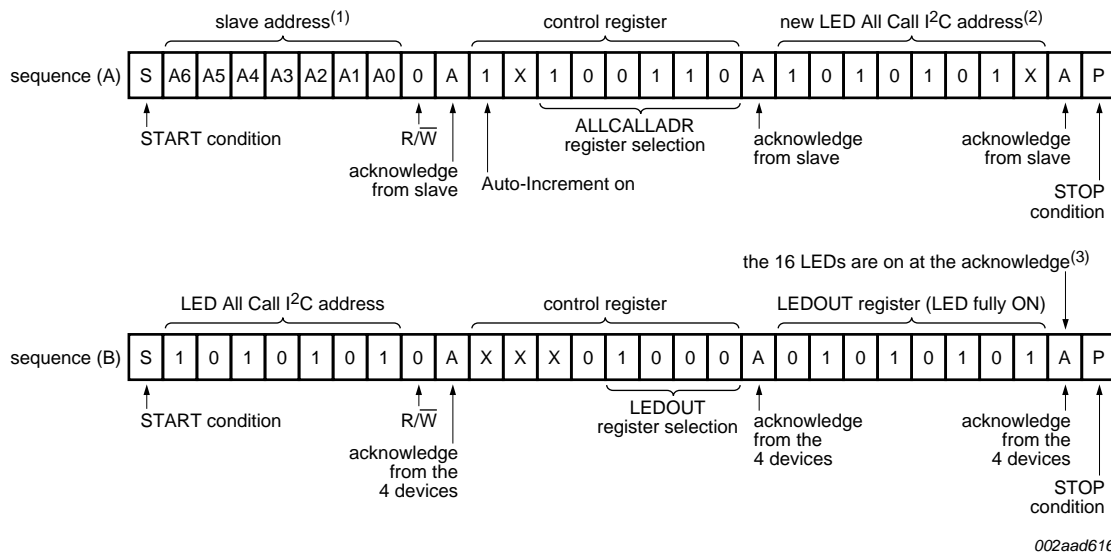 slave address(1) control register new LED All Call I2C address(2)
sequence (A) S A6 A5 A4 A3 A2 A1 A0 0 A 1 X 1 0 0 1 1 0 A 1 0 1 0 1 0 1 X A P
START condition R/W ALLCALLADR
register selection
acknowledge
from slave
Auto-Increment on
acknowledge
from slave
acknowledge
from slave
STOP
condition
the 16 LEDs are on at the acknowledge(3)
LED All Call I2C address control register LEDOUT register (LED fully ON)
sequence (B) S 1 0 1 0 1 0 1 0 A X X X 0 1 0 0 0 A 0 1 0 1 0 1 0 1 A P
START condition R/W LEDOUT
register selection
acknowledge
from the
4 devices
acknowledge
from the
4 devices
acknowledge
from the
4 devices
STOP
condition
002aad616